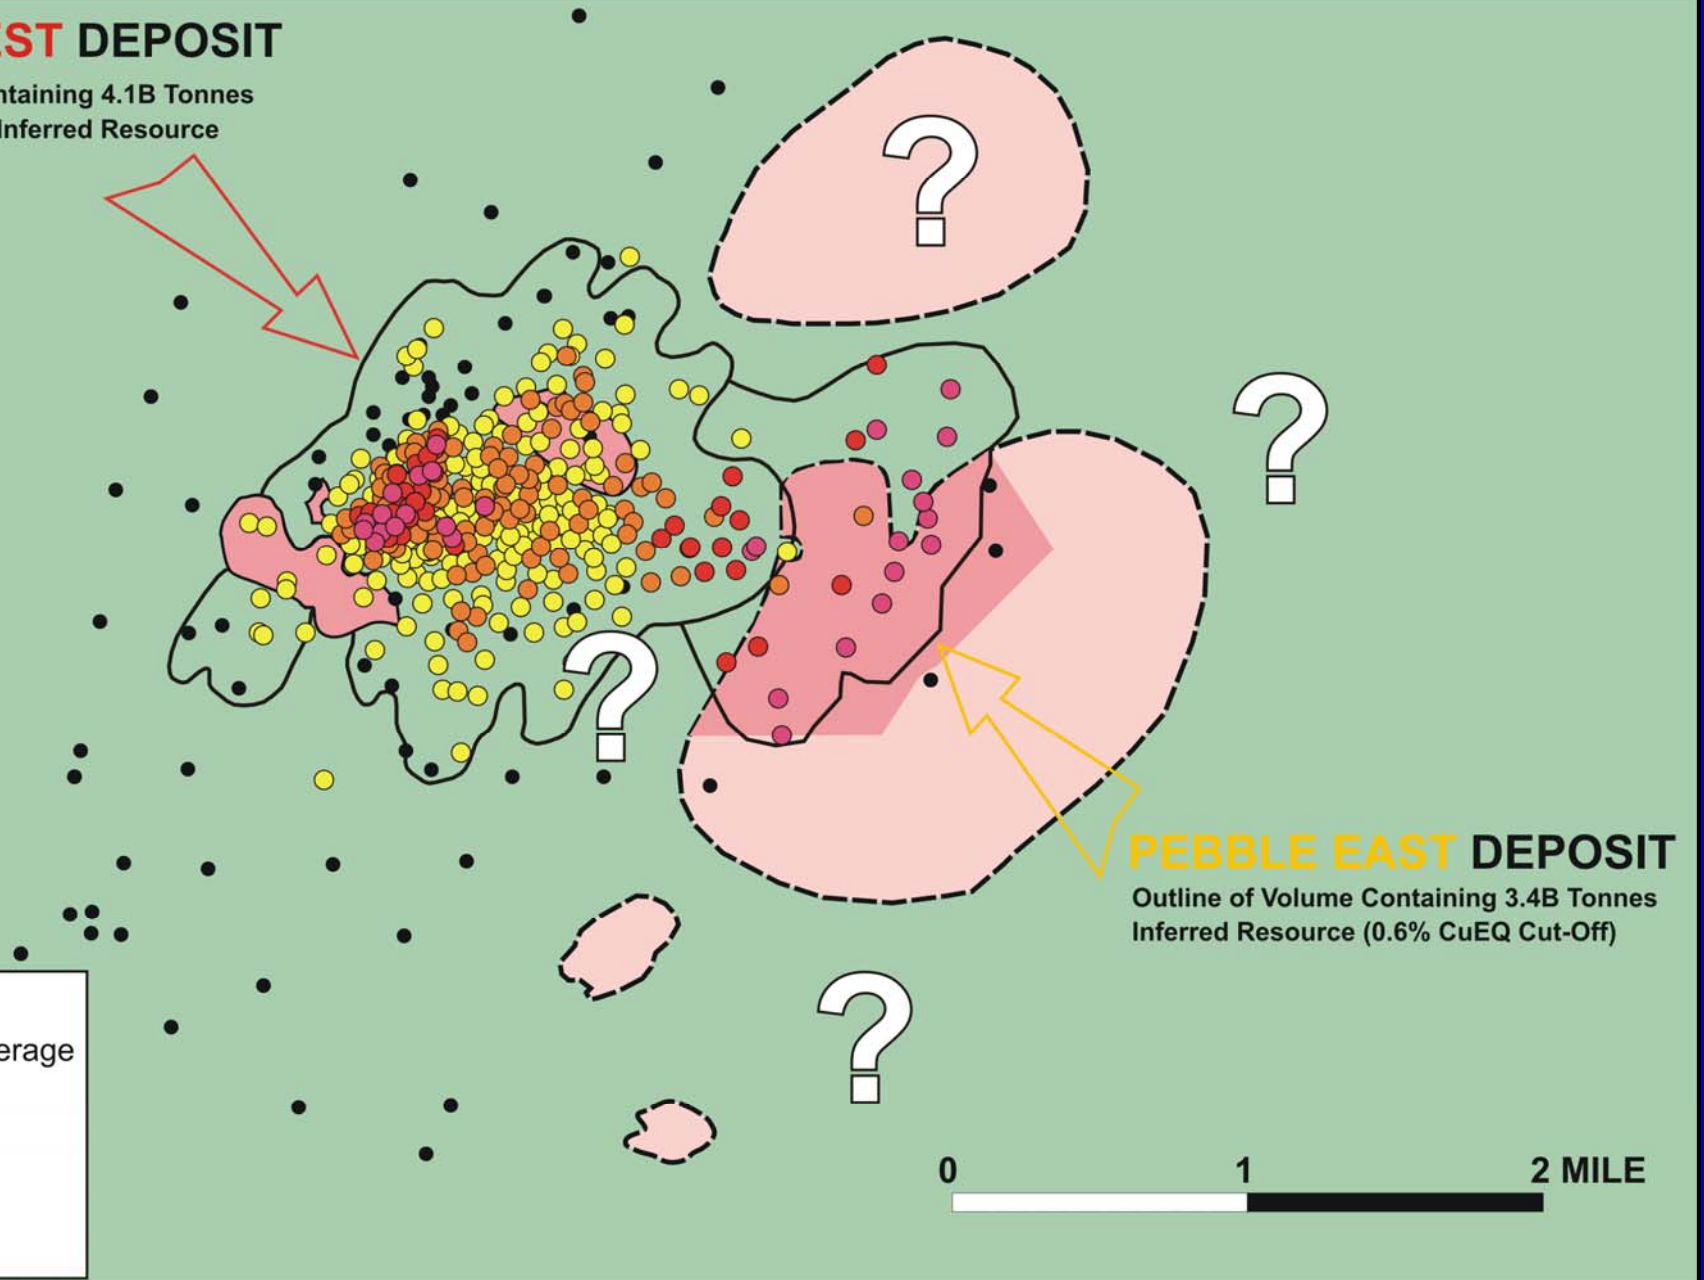 EST DEPOSIT
ntaining 4.1B Tonnes
Inferred Resource
?
?
?
PEBBLE EAST DEPOSIT
Outline of Volume Containing 3.4B Tonnes
Inferred Resource (0.6% CuEQ Cut-Off)
?
erage
0 1 2 MILE